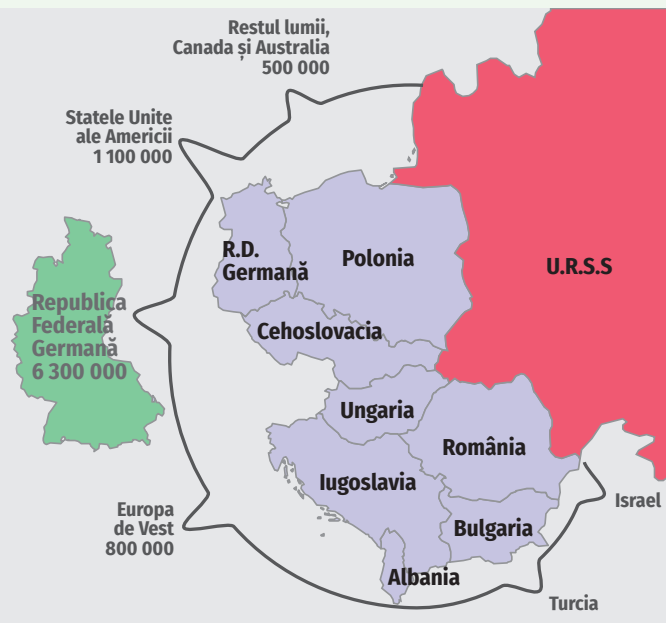 Restul lumii,
Canada și Australia
500 000
Statele Unite
ale Americii
1 100 000
R.D.
Germană
Polonia
U.R.S.S
Republica
Federală
Germană
6 300 000
Cehoslovacia
Ungaria
România
Iugoslavia
Israel
Europa
de Vest
800 000
Bulgaria
Albania
Turcia